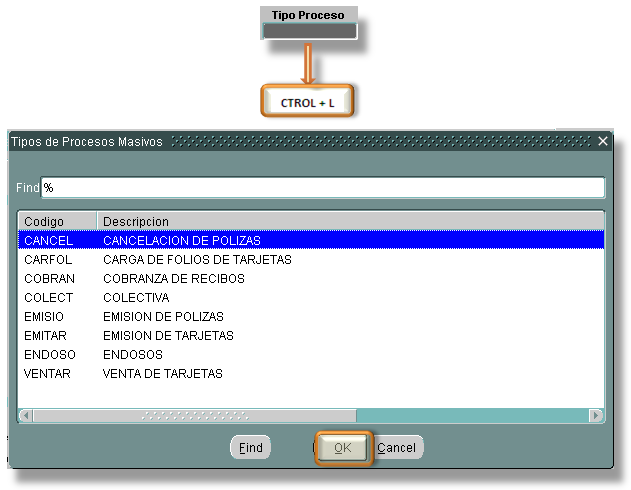 Tipo Proceso
CTROL + L
Tipos de Procesos Masivos
Find %
Codigo Descripcion
CANCEL CANCELACION DE POLIZAS
CARFOL CARGA DE FOLIOS DE TARJETAS
COBRAN COBRANZA DE RECIBOS
COLECT COLECTIVA
EMISIO EMISION DE POLIZAS
EMITAR EMISION DE TARJETAS
ENDOSO ENDOSOS
VENTAR VENTA DE TARJETAS
Find OK Cancel